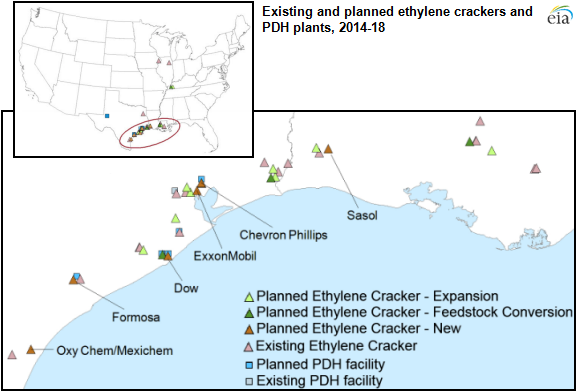 Existing and planned ethylene crackers and
PDH plants, 2014-18
eia
Sasol
Chevron Phillips
ExxonMobil
Dow
Formosa
Oxy Chem/Mexichem
Planned Ethylene Cracker - Expansion
Planned Ethylene Cracker - Feedstock Conversion
Planned Ethylene Cracker - New
Existing Ethylene Cracker
Planned PDH facility
Existing PDH facility